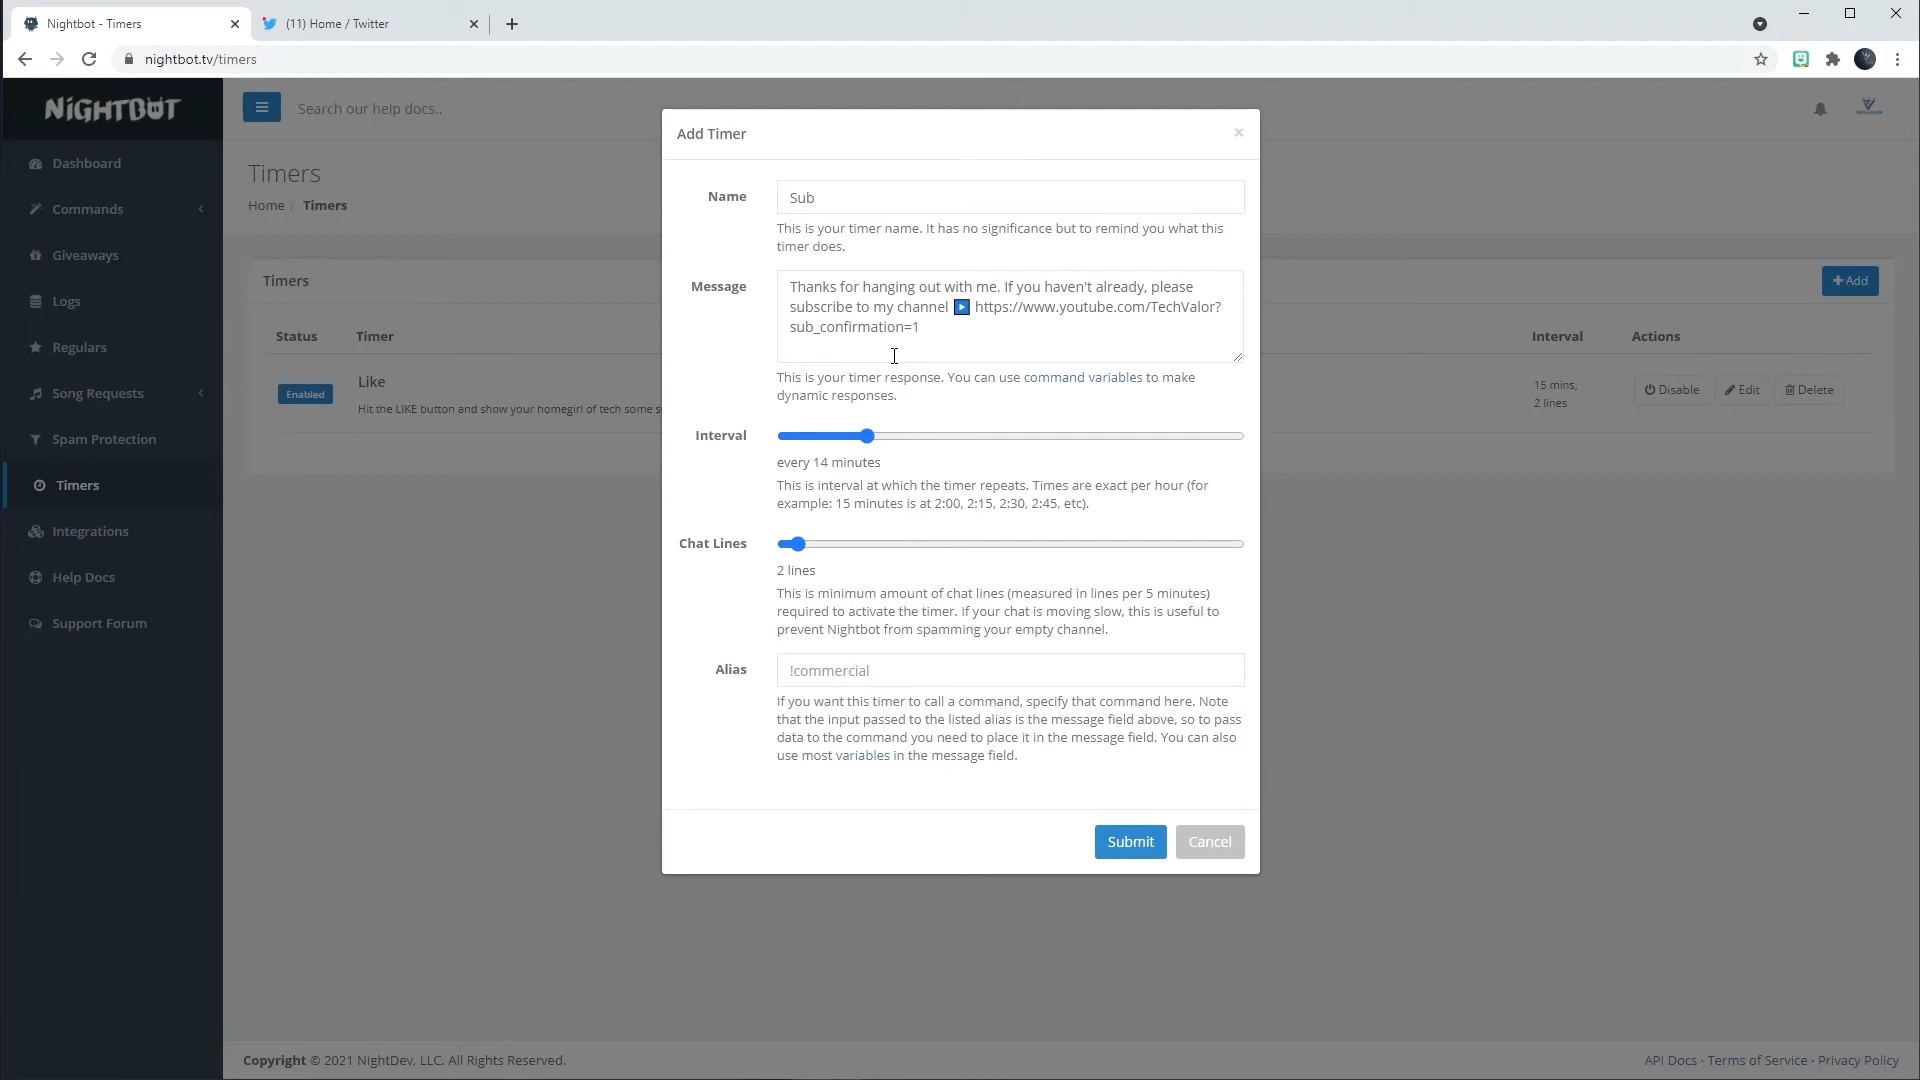 Nightbot - Timers
(11) Home / Twitter
nightbot.tv/timers
NiGHTBOT
Search our help docs..
Dashboard
Commands
Giveaways
Logs
Regulars
Song Requests
Spam Protection
Timers
Integrations
Help Docs
Support Forum
Timers
Home / Timers
Timers
+ Add
Status Timer Interval Actions
Enabled
Like
Hit the LIKE button and show your homegirl of tech some s
15 mins,
2 lines
Disable Edit Delete
Add Timer
×
Name
Sub
This is your timer name. It has no significance but to remind you what this
timer does.
Message
Thanks for hanging out with me. If you haven't already, please
subscribe to my channel ▶️ https://www.youtube.com/TechValor?
sub_confirmation=1
This is your timer response. You can use command variables to make
dynamic responses.
Interval
every 14 minutes
This is interval at which the timer repeats. Times are exact per hour (for
example: 15 minutes is at 2:00, 2:15, 2:30, 2:45, etc).
Chat Lines
2 lines
This is minimum amount of chat lines (measured in lines per 5 minutes)
required to activate the timer. If your chat is moving slow, this is useful to
prevent Nightbot from spamming your empty channel.
Alias
!commercial
If you want this timer to call a command, specify that command here. Note
that the input passed to the listed alias is the message field above, so to pass
data to the command you need to place it in the message field. You can also
use most variables in the message field.
Submit Cancel
Copyright © 2021 NightDev, LLC. All Rights Reserved.
API Docs · Terms of Service · Privacy Policy